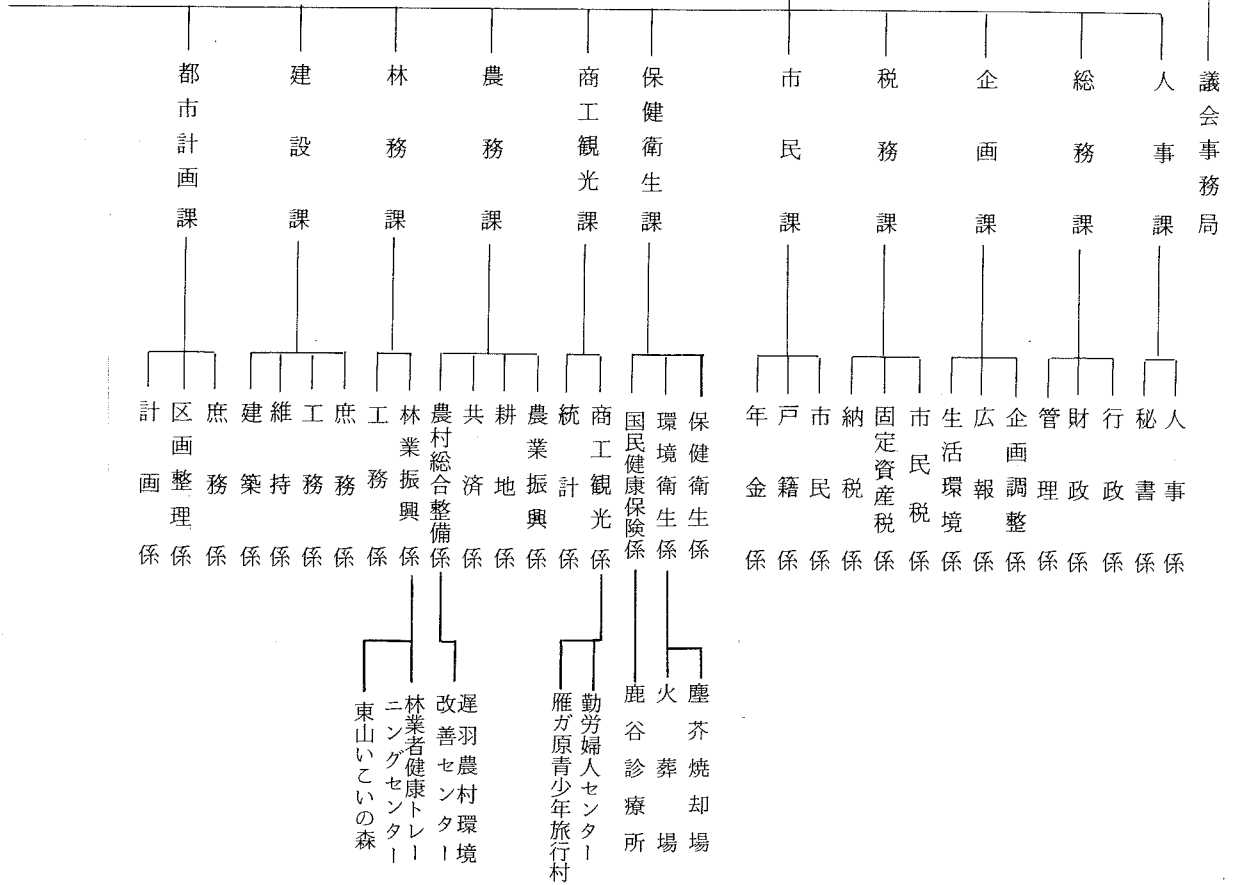 議会事務局
人事課
総務課
企画課
税務課
市民課
保健衛生課
商工観光課
農務課
林務課
建設課
都市計画課
人事係
秘書係
行政係
財政係
管理係
企画調整係
広報係
生活環境係
市民税係
固定資産税係
納税係
市民係
戸籍係
年金係
保健衛生係
環境衛生係
国民健康保険係
商工観光係
統計係
農業振興係
耕地係
共済係
農村総合整備係
林業振興係
工務係
庶務係
工務係
維持係
建築係
庶務係
区画整理係
計画係
塵芥焼却場
火葬場
鹿谷診療所
勤労婦人センター
雁が原青少年旅行村
遅羽農村環境
改善センター
林業者健康トレー
ニングセンター
東山いこいの森